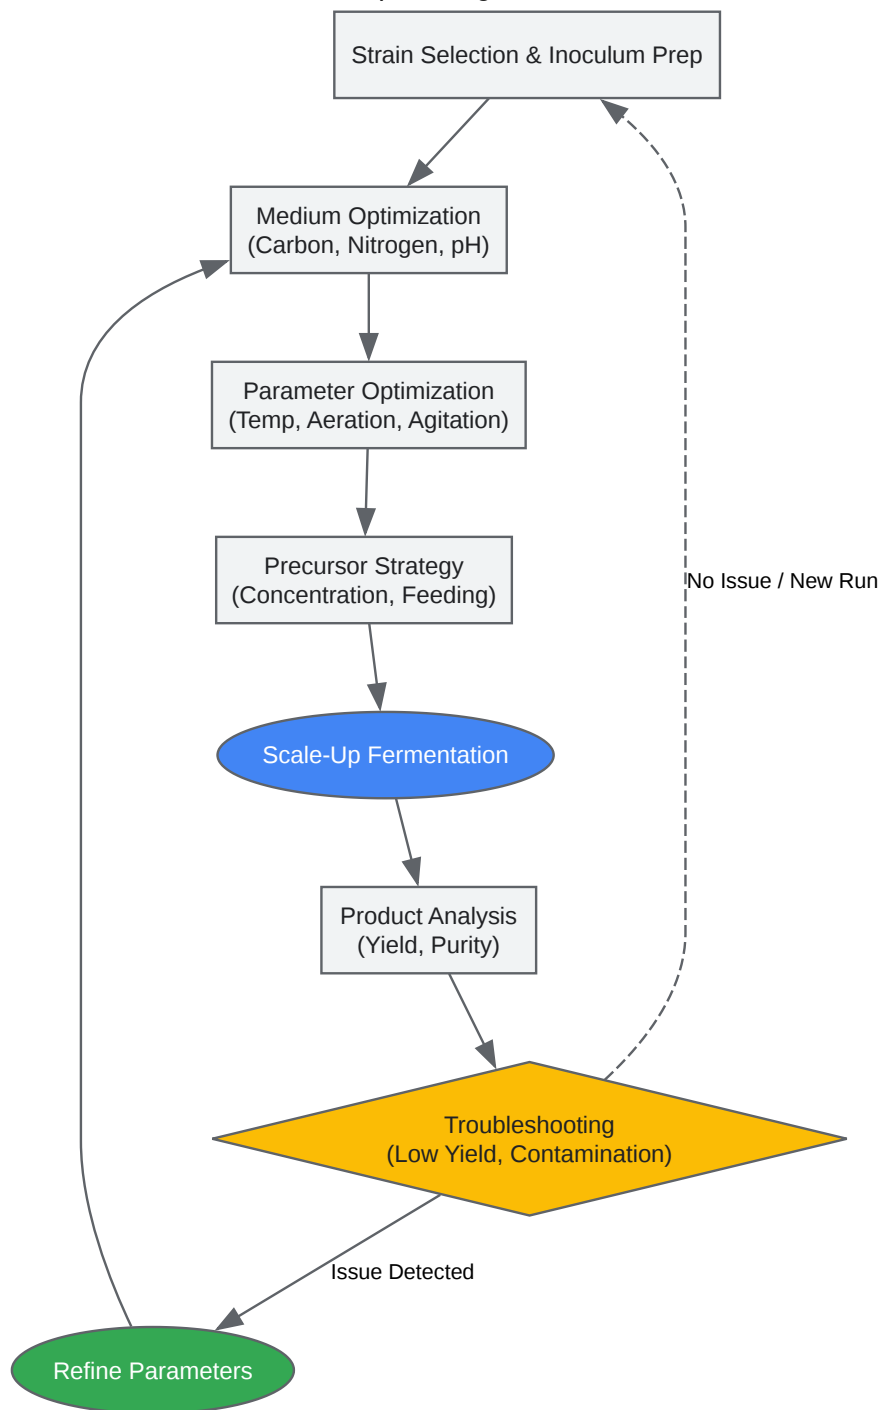 Strain Selection & Inoculum Prep
Medium Optimization
(Carbon, Nitrogen, pH)
Parameter Optimization
(Temp, Aeration, Agitation)
Precursor Strategy
(Concentration, Feeding)
No Issue / New Run
Scale-Up Fermentation
Product Analysis
(Yield, Purity)
Troubleshooting
(Low Yield, Contamination)
Issue Detected
Refine Parameters